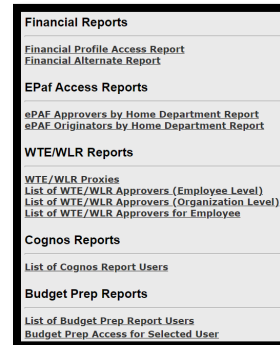 Financial Reports
Financial Profile Access Report
Financial Alternate Report
EPaf Access Reports
ePAF Approvers by Home Department Report
ePAF Originators by Home Department Report
WTE/WLR Reports
WTE/WLR Proxies
List of WTE/WLR Approvers (Employee Level)
List of WTE/WLR Approvers (Organization Level)
List of WTE/WLR Approvers for Employee
Cognos Reports
List of Cognos Report Users
Budget Prep Reports
List of Budget Prep Report Users
Budget Prep Access for Selected User